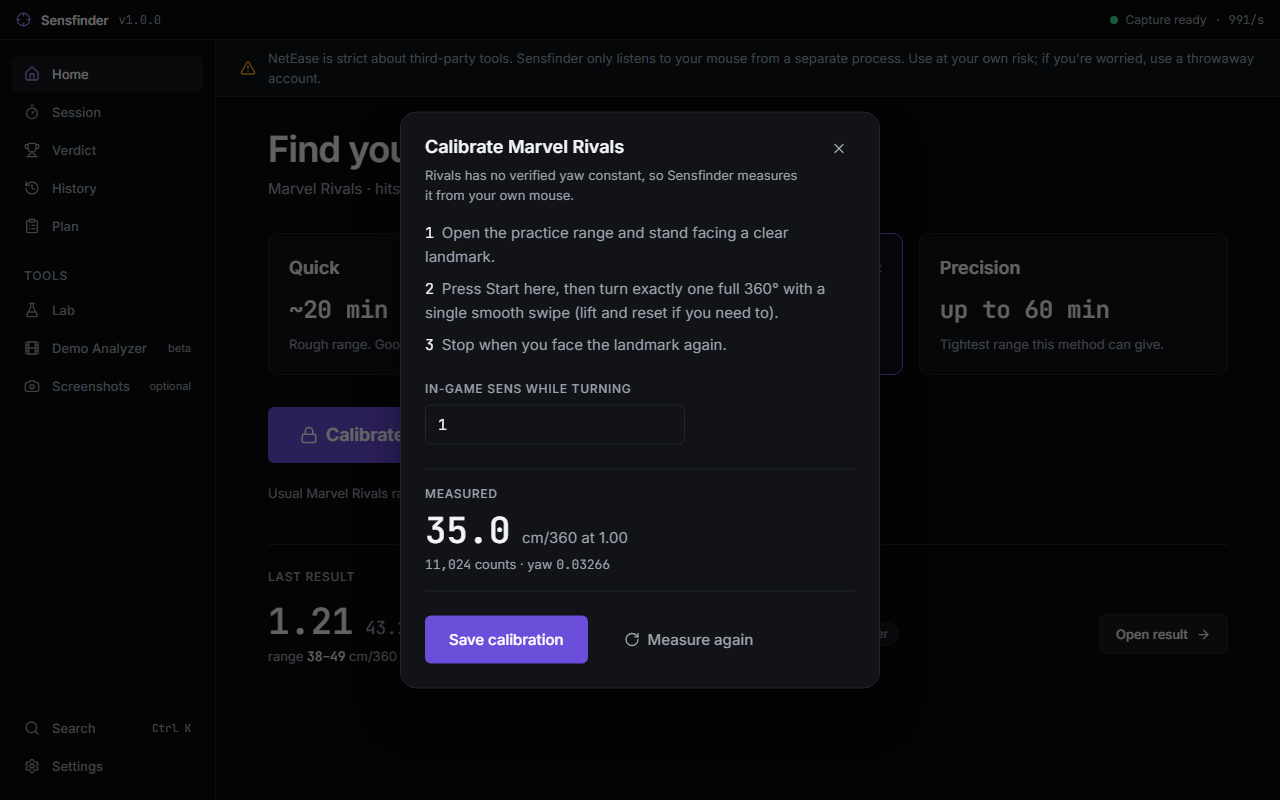 Sensfinder v1.0.0
Capture ready · 991/s
Home
Session
Verdict
History
Plan
TOOLS
Lab
Demo Analyzer beta
Screenshots optional
Search Ctrl K
Settings
NetEase is strict about third-party tools. Sensfinder only listens to your mouse from a separate process. Use at your own risk; if you're worried, use a throwaway
account.
Find you
Marvel Rivals · hits
Quick
~20 min
Rough range. Goo
Precision
up to 60 min
Tightest range this method can give.
Calibrate
Usual Marvel Rivals ra
LAST RESULT
1.21 43.
range 38–49 cm/360
er
Open result
Calibrate Marvel Rivals
Rivals has no verified yaw constant, so Sensfinder measures
it from your own mouse.
1 Open the practice range and stand facing a clear
landmark.
2 Press Start here, then turn exactly one full 360° with a
single smooth swipe (lift and reset if you need to).
3 Stop when you face the landmark again.
IN-GAME SENS WHILE TURNING
1
MEASURED
35.0 cm/360 at 1.00
11,024 counts · yaw 0.03266
Save calibration
Measure again